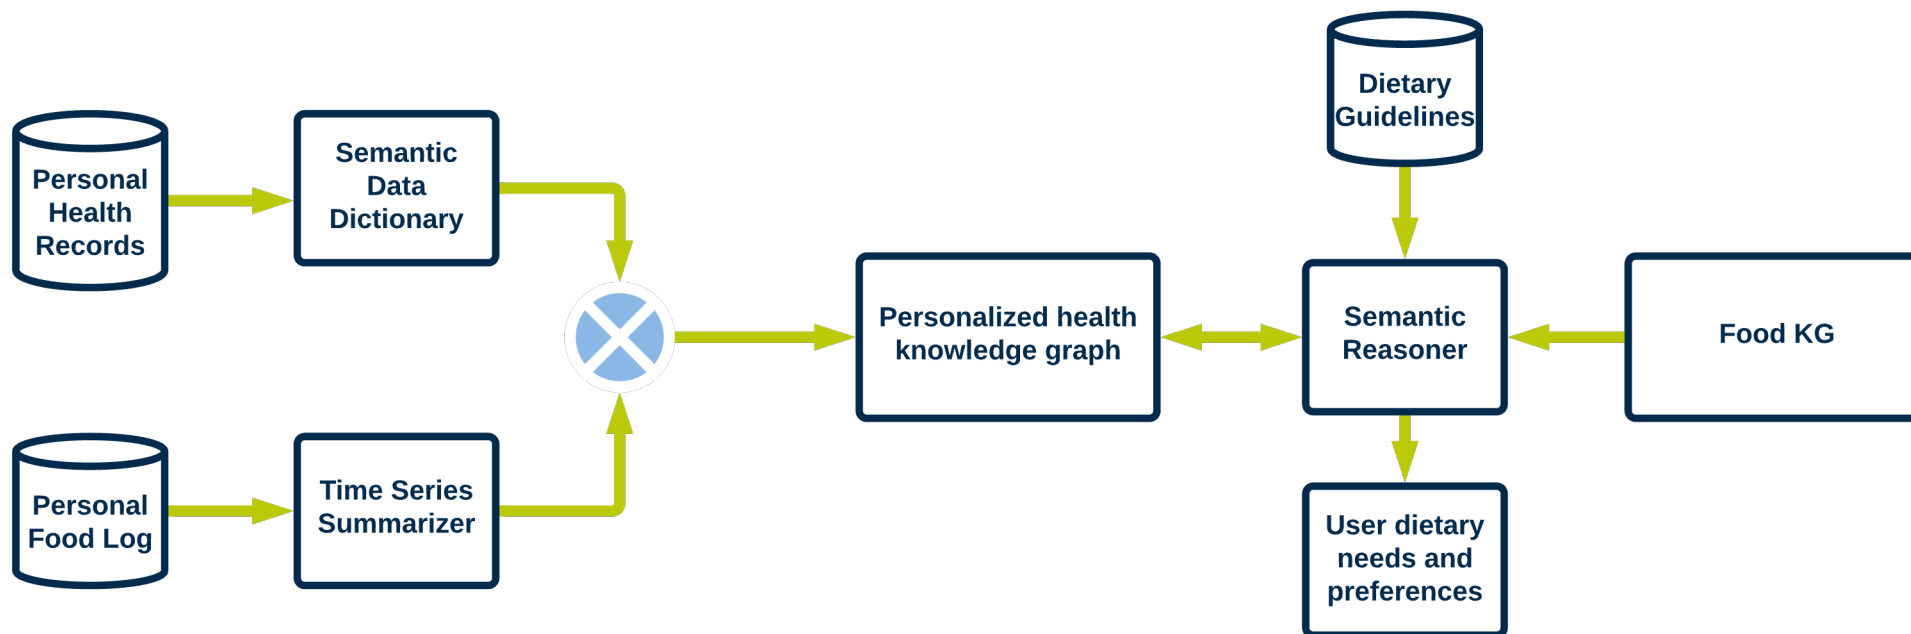 Personal
Health
Records
Semantic
Data
Dictionary
Personal
Food Log
Time Series
Summarizer
Personalized health
knowledge graph
Dietary
Guidelines
Semantic
Reasoner
Food KG
User dietary
needs and
preferences